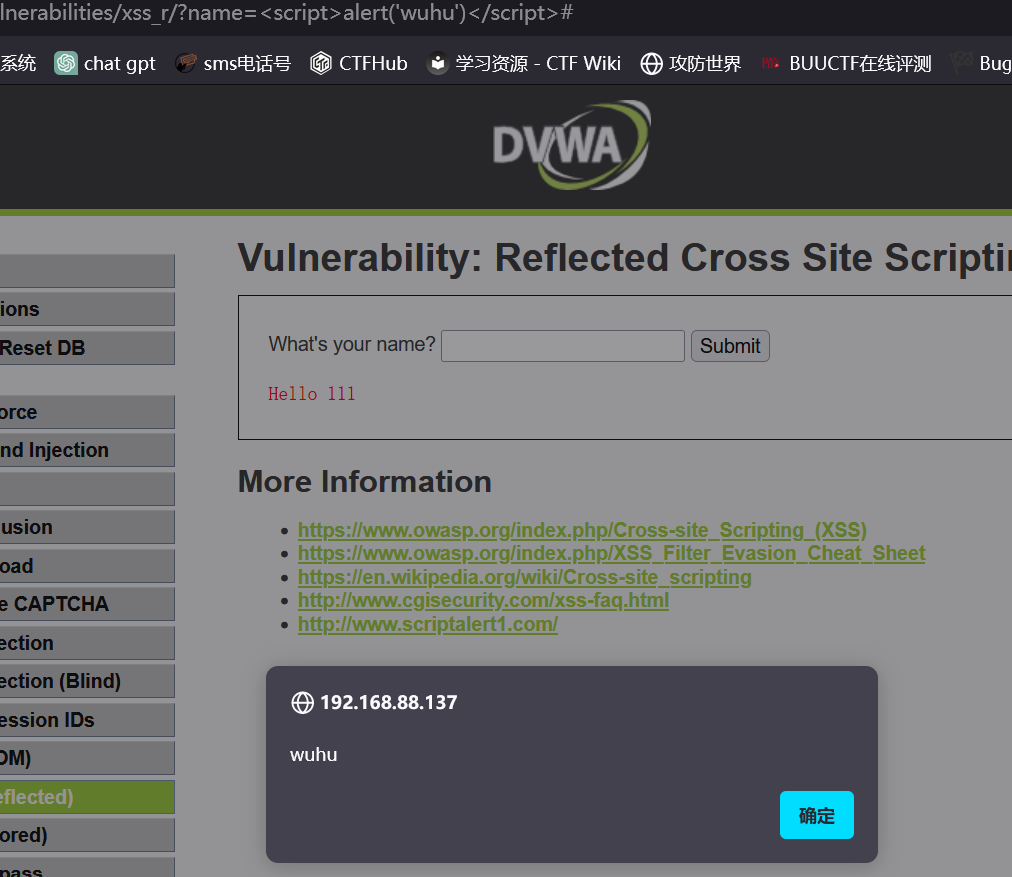 lnerabilities/xss_r/?name=<script>alert('wuhu')</script>#
系统 chat gpt sms电话号 CTFHub 学习资源 - CTF Wiki 攻防世界 BUUCTF在线评测 Bug
DVWA
Vulnerability: Reflected Cross Site Scriptin
ions
Reset DB
orce
nd Injection
usion
oad
e CAPTCHA
ection
ection (Blind)
ession IDs
OM)
eflected)
ored)
pass
What's your name? Submit
Hello 111
More Information
https://www.owasp.org/index.php/Cross-site_Scripting_(XSS)
https://www.owasp.org/index.php/XSS_Filter_Evasion_Cheat_Sheet
https://en.wikipedia.org/wiki/Cross-site_scripting
http://www.cgisecurity.com/xss-faq.html
http://www.scriptalert1.com/
192.168.88.137
wuhu
确定